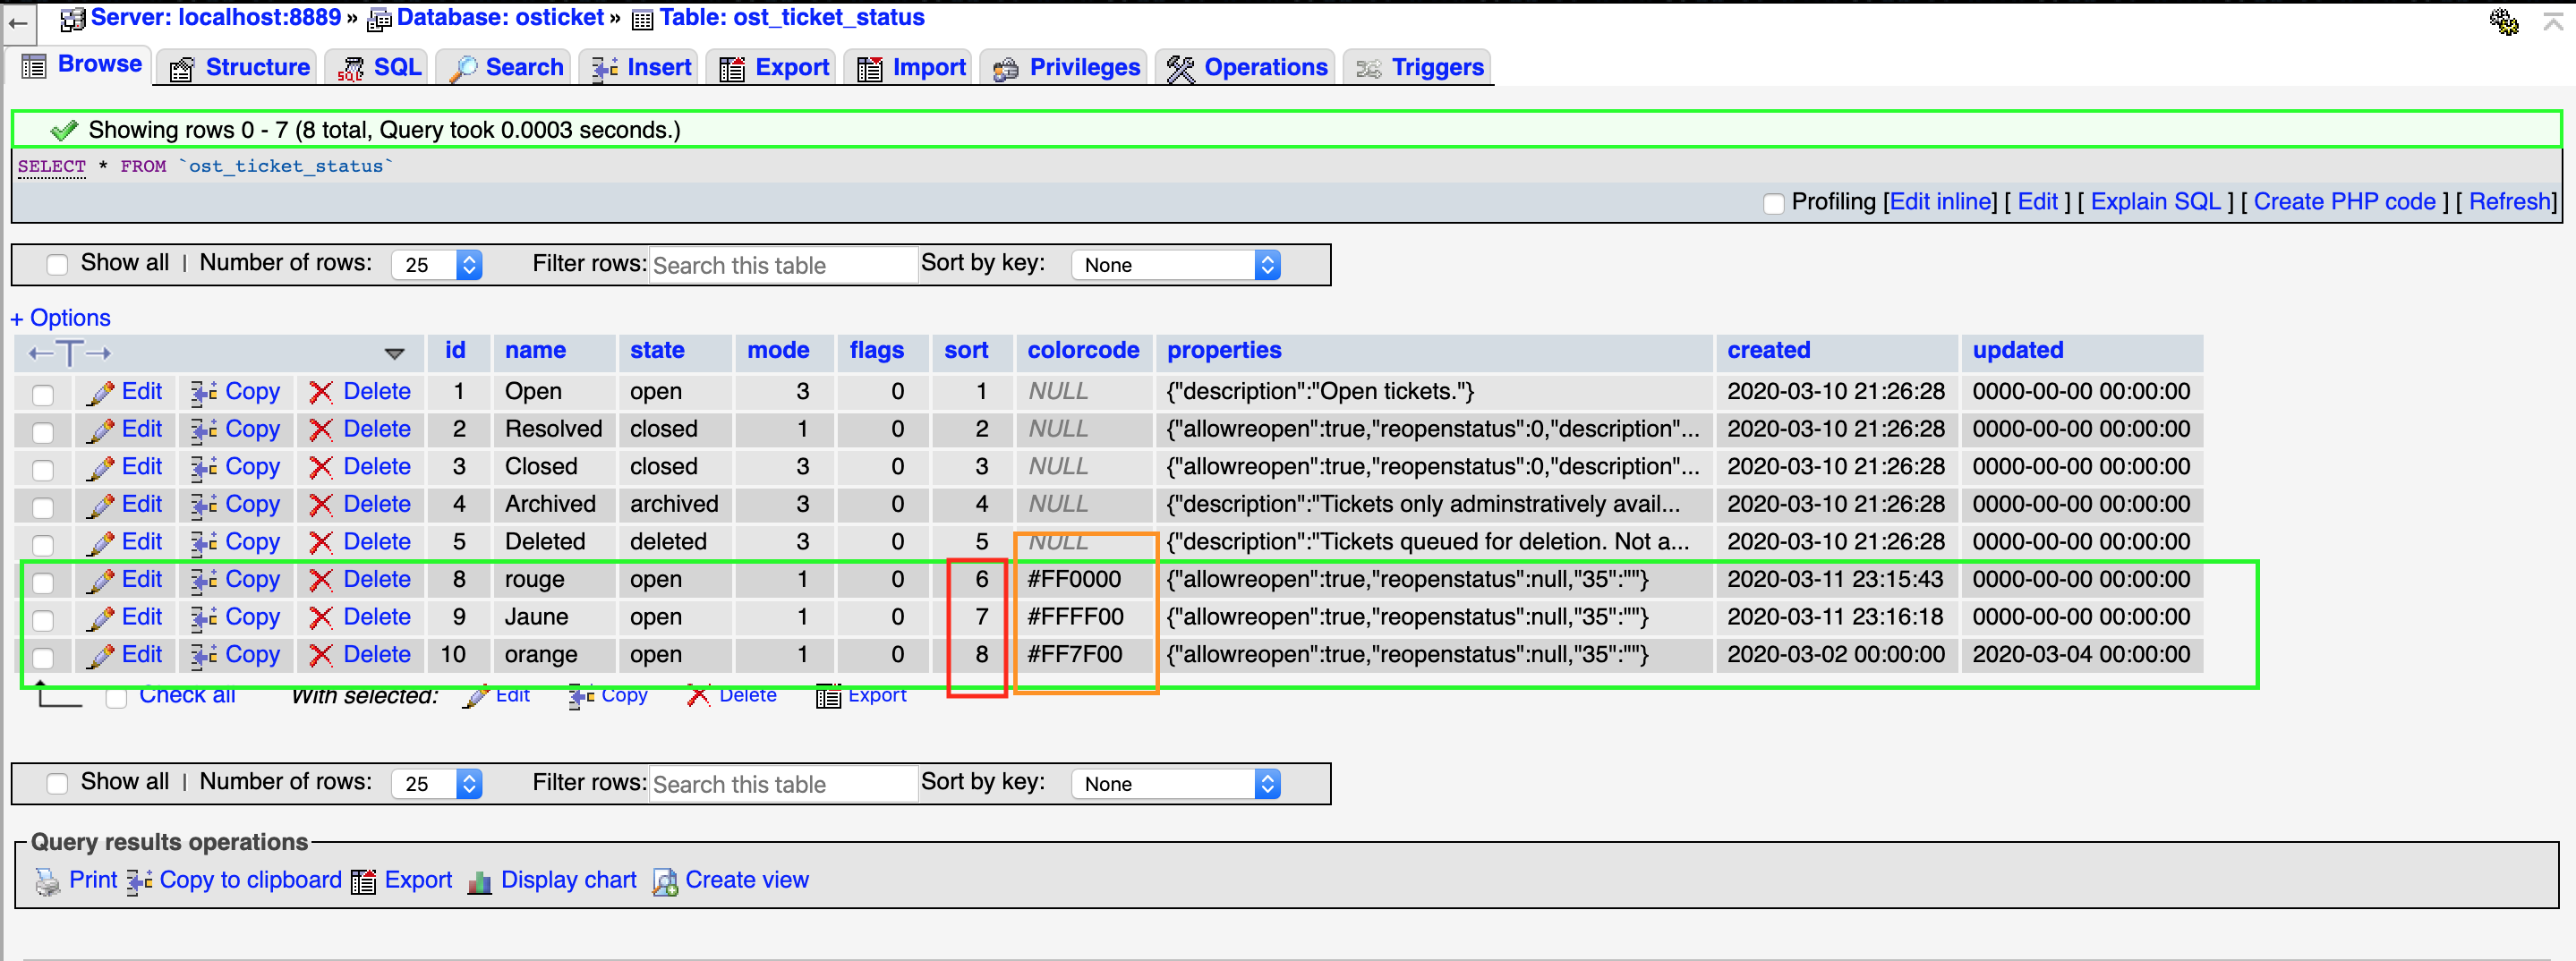 Server: localhost:8889 » Database: osticket » Table: ost_ticket_status
Browse Structure SQL Search Insert Export Import Privileges Operations Triggers
Showing rows 0 - 7 (8 total, Query took 0.0003 seconds.)
SELECT * FROM `ost_ticket_status`
Profiling [Edit inline] [ Edit ] [ Explain SQL ] [ Create PHP code ] [ Refresh]
Show all | Number of rows: 25 Filter rows: Search this table Sort by key: None
+ Options
id name state mode flags sort colorcode properties created updated
Edit Copy Delete 1 Open open 3 0 1 NULL {"description":"Open tickets."} 2020-03-10 21:26:28 0000-00-00 00:00:00
Edit Copy Delete 2 Resolved closed 1 0 2 NULL {"allowreopen":true,"reopenstatus":0,"description"... 2020-03-10 21:26:28 0000-00-00 00:00:00
Edit Copy Delete 3 Closed closed 3 0 3 NULL {"allowreopen":true,"reopenstatus":0,"description"... 2020-03-10 21:26:28 0000-00-00 00:00:00
Edit Copy Delete 4 Archived archived 3 0 4 NULL {"description":"Tickets only adminstratively avail... 2020-03-10 21:26:28 0000-00-00 00:00:00
Edit Copy Delete 5 Deleted deleted 3 0 5 NULL {"description":"Tickets queued for deletion. Not a... 2020-03-10 21:26:28 0000-00-00 00:00:00
Edit Copy Delete 8 rouge open 1 0 6 #FF0000 {"allowreopen":true,"reopenstatus":null,"35":""} 2020-03-11 23:15:43 0000-00-00 00:00:00
Edit Copy Delete 9 Jaune open 1 0 7 #FFFF00 {"allowreopen":true,"reopenstatus":null,"35":""} 2020-03-11 23:16:18 0000-00-00 00:00:00
Edit Copy Delete 10 orange open 1 0 8 #FF7F00 {"allowreopen":true,"reopenstatus":null,"35":""} 2020-03-02 00:00:00 2020-03-04 00:00:00
Check all With selected: Edit Copy Delete Export
Show all | Number of rows: 25 Filter rows: Search this table Sort by key: None
Query results operations
Print Copy to clipboard Export Display chart Create view